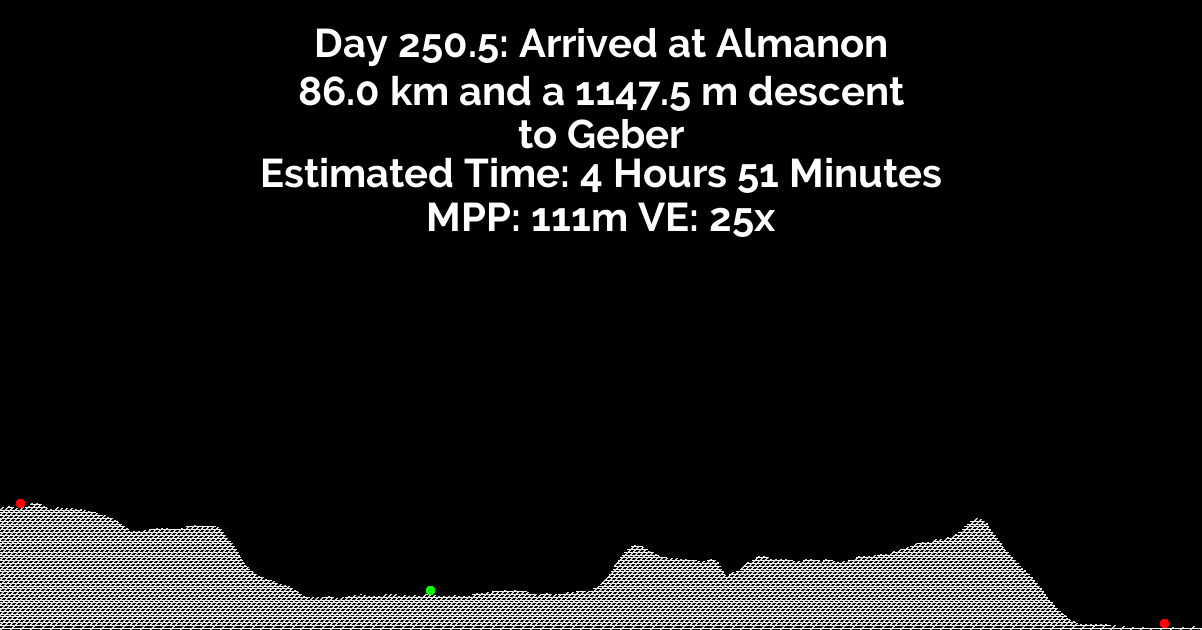 Day 250.5: Arrived at Almanon
86.0 km and a 1147.5 m descent
to Geber
Estimated Time: 4 Hours 51 Minutes
MPP: 111m VE: 25x